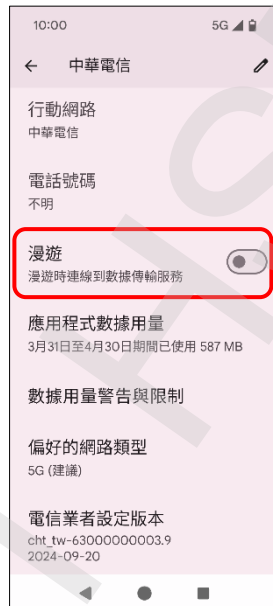 10:00 5G
中華電信
行動網路
中華電信
電話號碼
不明
漫遊
漫遊時連線到數據傳輸服務
應用程式數據用量
3月31日至4月30日期間已使用 587 MB
數據用量警告與限制
偏好的網路類型
5G (建議)
電信業者設定版本
cht_tw-63000000003.9
2024-09-20